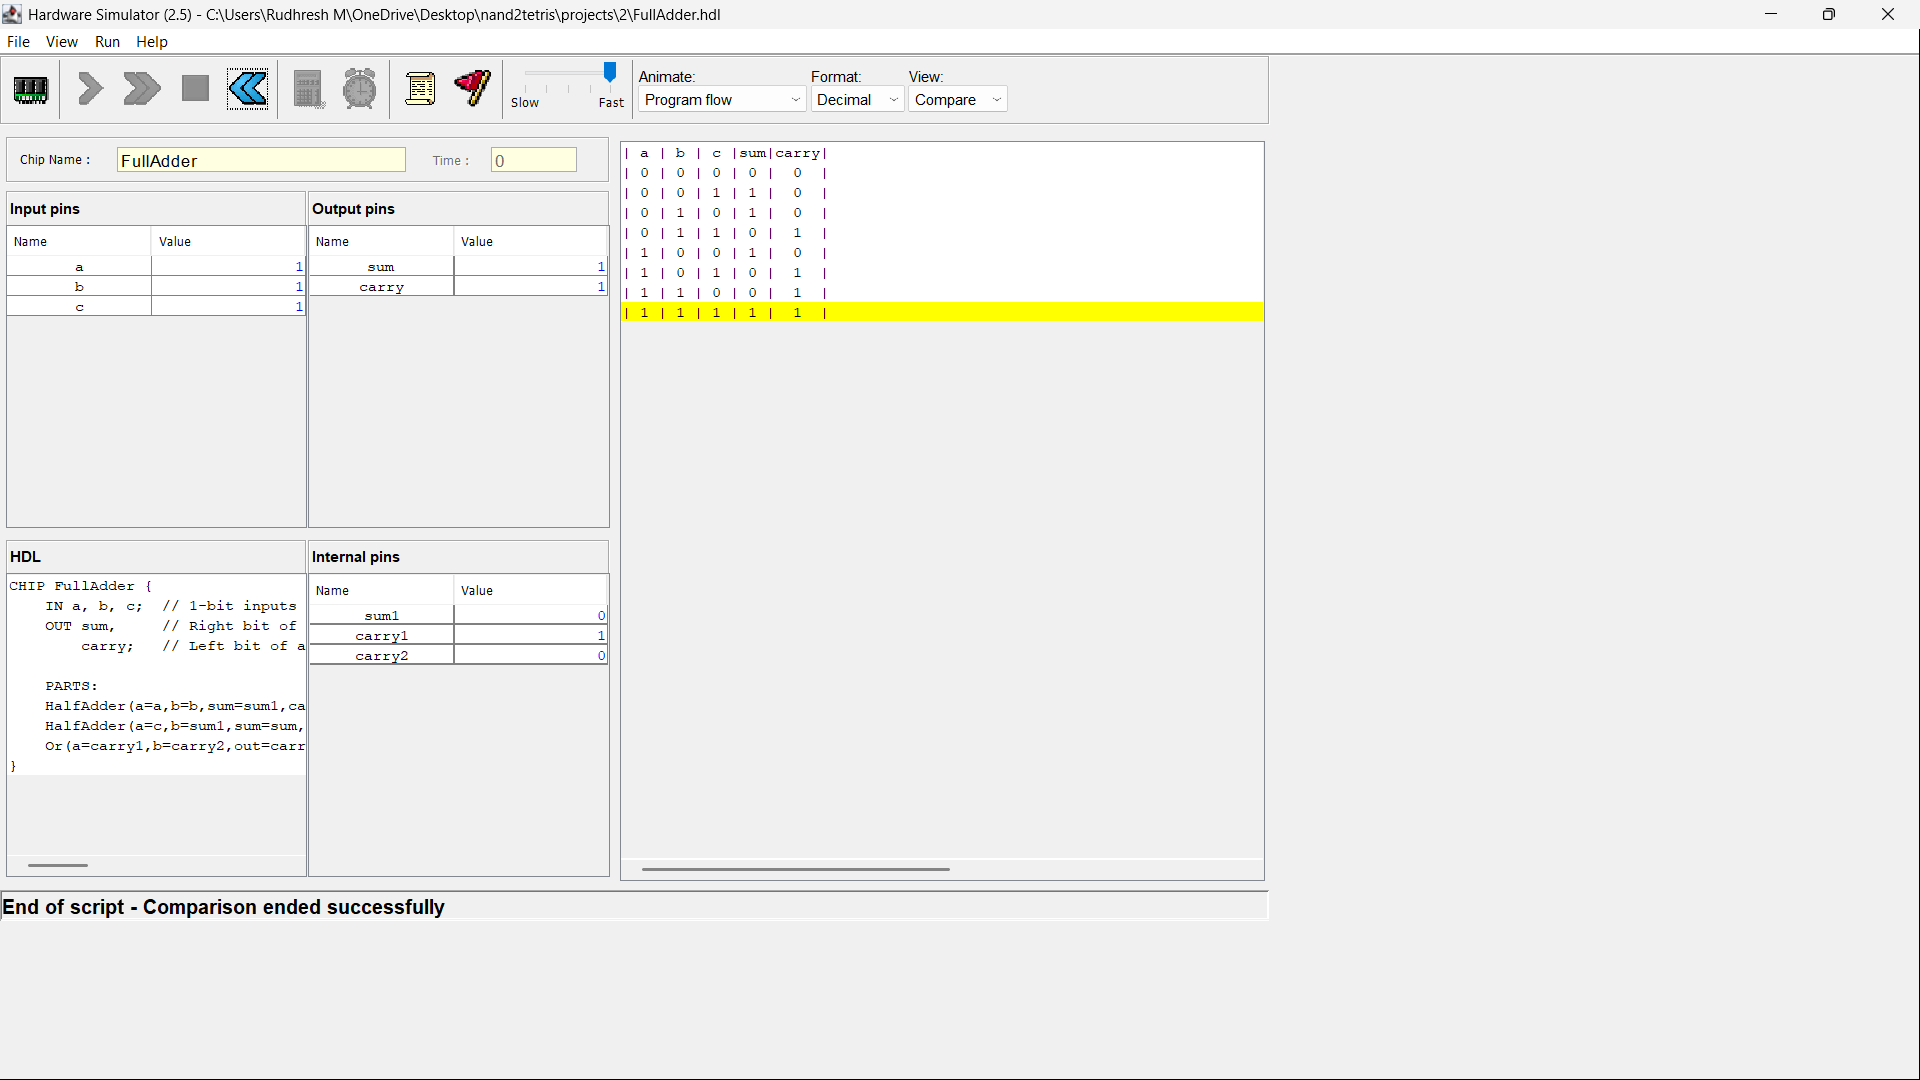 Hardware Simulator (2.5) - C:\Users\Rudhresh M\OneDrive\Desktop\nand2tetris\projects\2\FullAdder.hdl
File View Run Help
Slow Fast
Animate: Format: View:
Program flow Decimal Compare
Chip Name : FullAdder Time : 0
Input pins
Name Value
a 1
b 1
c 1
Output pins
Name Value
sum 1
carry 1
HDL
CHIP FullAdder {
    IN a, b, c;  // 1-bit inputs
    OUT sum,     // Right bit of
        carry;   // Left bit of a

    PARTS:
    HalfAdder(a=a,b=b,sum=sum1,ca
    HalfAdder(a=c,b=sum1,sum=sum,
    Or(a=carry1,b=carry2,out=carr
}
Internal pins
Name Value
sum1 0
carry1 1
carry2 0
| a | b | c |sum|carry|
| 0 | 0 | 0 | 0 |  0  |
| 0 | 0 | 1 | 1 |  0  |
| 0 | 1 | 0 | 1 |  0  |
| 0 | 1 | 1 | 0 |  1  |
| 1 | 0 | 0 | 1 |  0  |
| 1 | 0 | 1 | 0 |  1  |
| 1 | 1 | 0 | 0 |  1  |
| 1 | 1 | 1 | 1 |  1  |
End of script - Comparison ended successfully